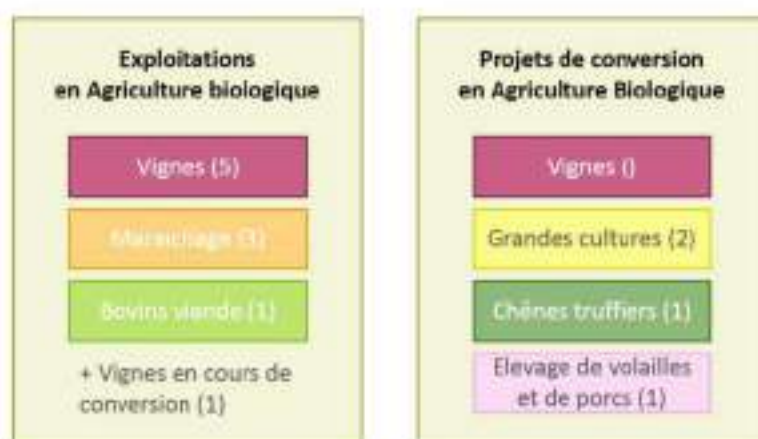 Exploitations
en Agriculture biologique
Vignes (5)
Maraichage (3)
Bovins viande (1)
+ Vignes en cours de
conversion (1)
Projets de conversion
en Agriculture Biologique
Vignes ()
Grandes cultures (2)
Chênes truffiers (1)
Elevage de volailles
et de porcs (1)